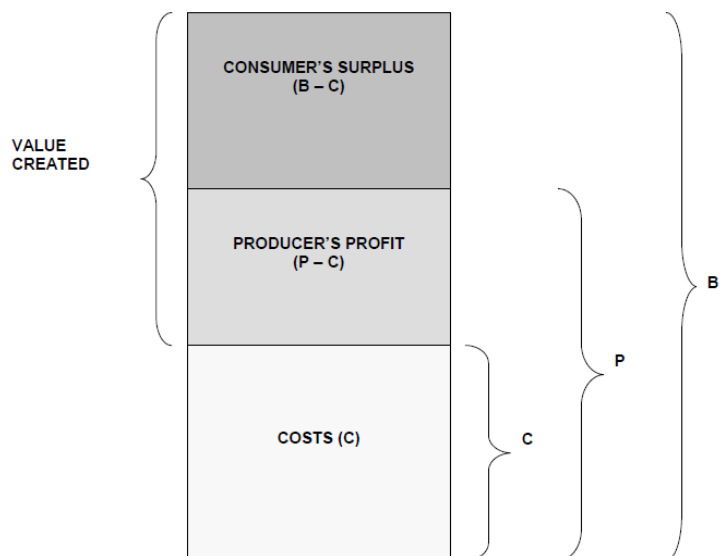 CONSUMER'S SURPLUS
(B – C)
VALUE
CREATED
PRODUCER'S PROFIT
(P – C)
B
P
COSTS (C)
C